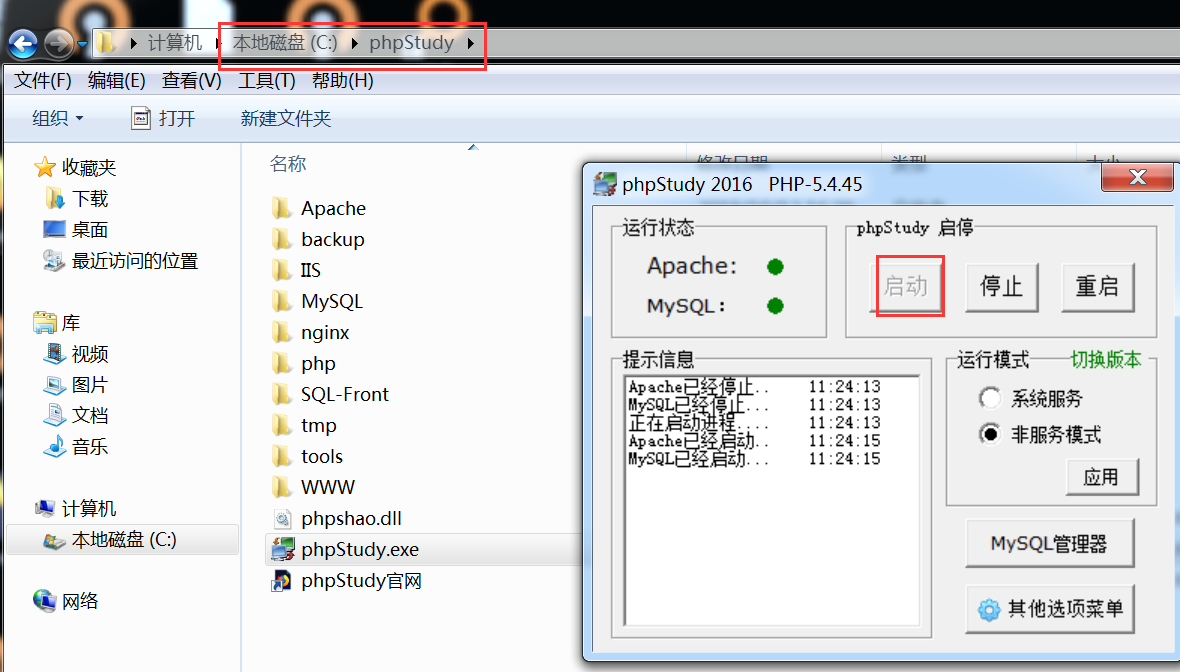 计算机 本地磁盘 (C:) phpStudy
文件(F) 编辑(E) 查看(V) 工具(T) 帮助(H)
组织 打开 新建文件夹
收藏夹
下载
桌面
最近访问的位置
库
视频
图片
文档
音乐
计算机
本地磁盘 (C:)
网络
名称 修改日期 类型 大小
Apache
backup
IIS
MySQL
nginx
php
SQL-Front
tmp
tools
WWW
phpshao.dll
phpStudy.exe
phpStudy官网
phpStudy 2016 PHP-5.4.45
运行状态
Apache:
MySQL:
phpStudy 启停
启动 停止 重启
提示信息
Apache已经停止.. 11:24:13
MySQL已经停止... 11:24:13
正在启动进程.... 11:24:13
Apache已经启动.. 11:24:15
MySQL已经启动... 11:24:15
运行模式 切换版本
系统服务
非服务模式
应用
MySQL管理器
其他选项菜单